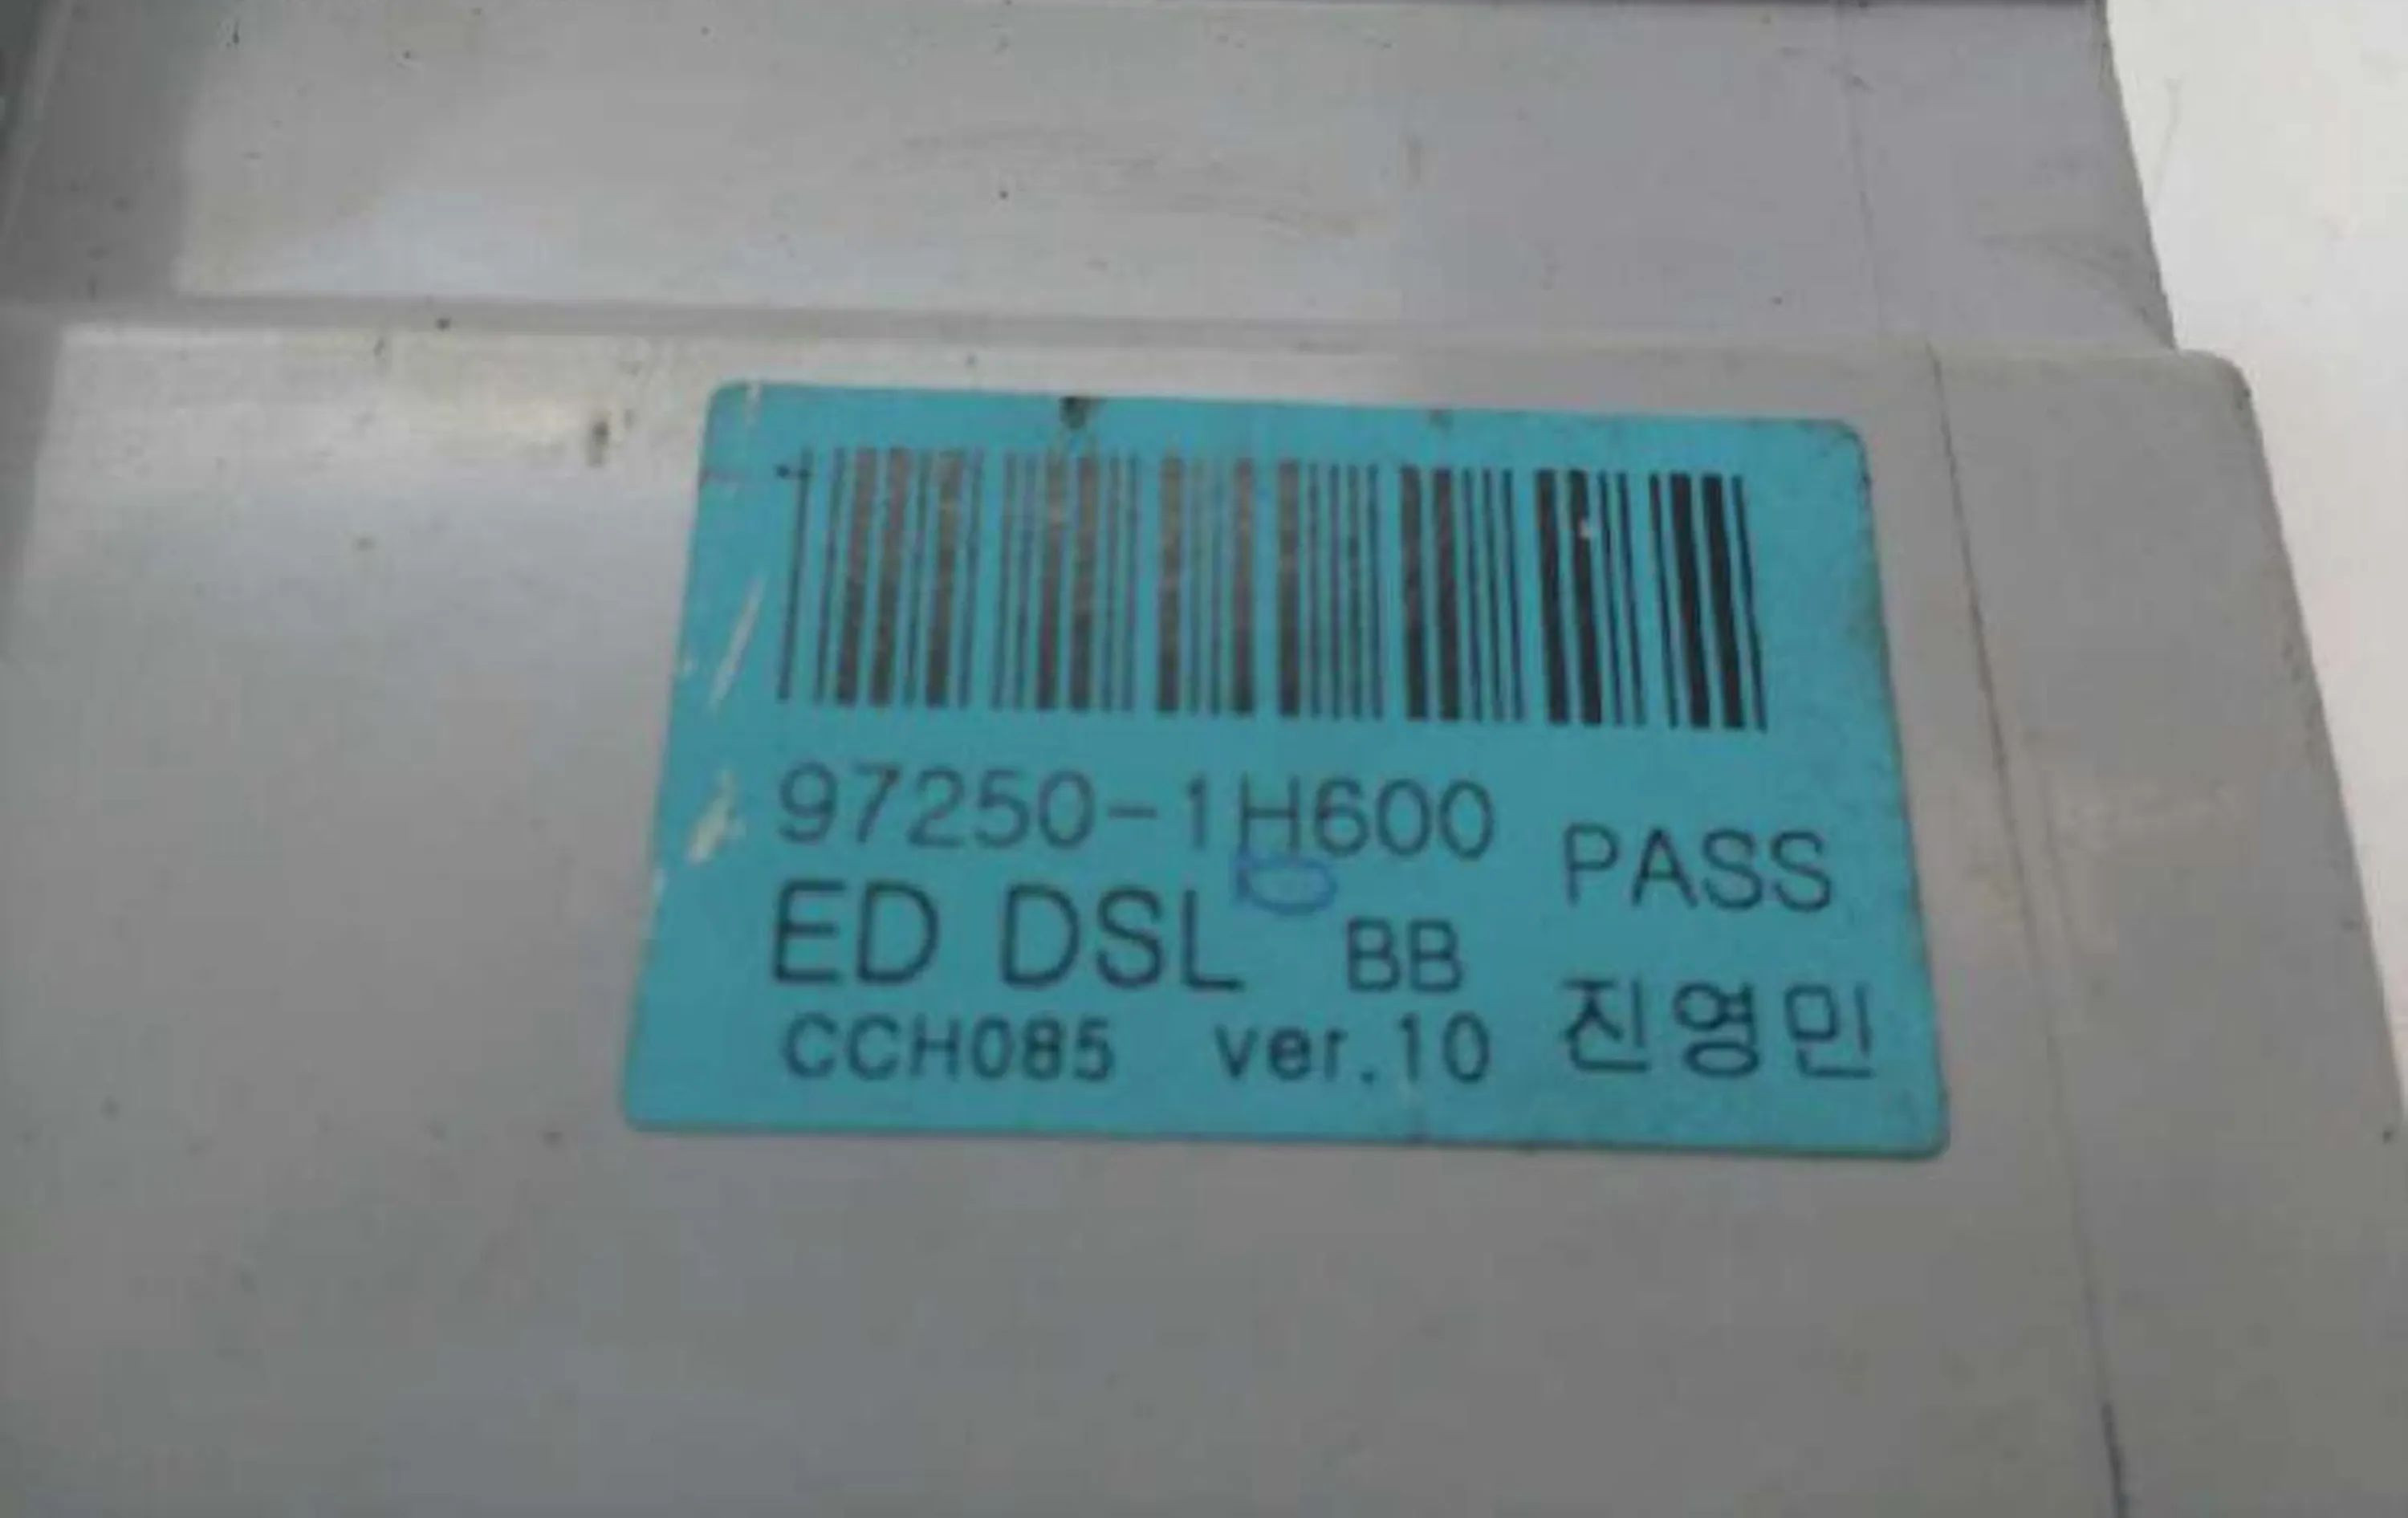 97250-1H600 PASS
ED DSL BB
CCH085 ver.10 진영민